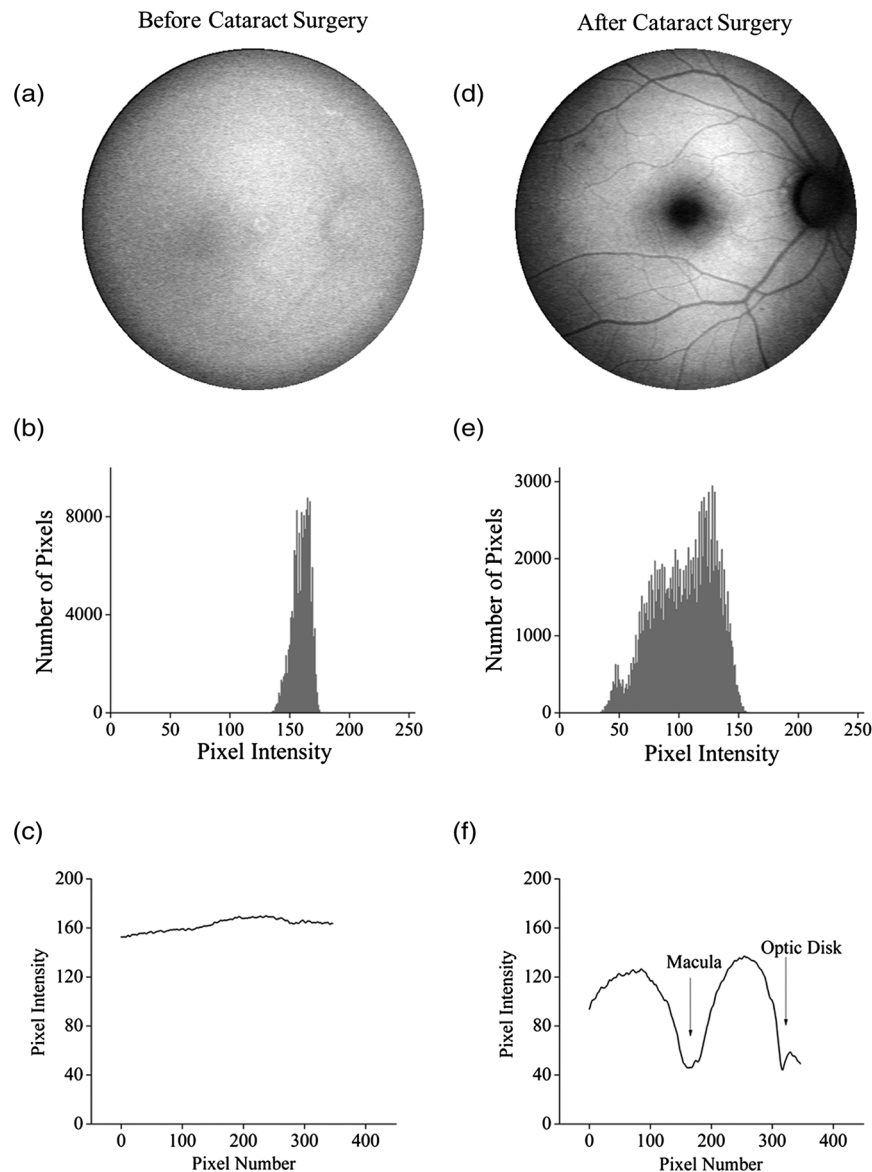 Before Cataract Surgery
After Cataract Surgery
(a)
(d)
(b)
(e)
Number of Pixels
8000
4000
0
0 50 100 150 200 250
Pixel Intensity
Number of Pixels
3000
2000
1000
0
0 50 100 150 200 250
Pixel Intensity
(c)
(f)
Pixel Intensity
200
160
120
80
40
0
0 100 200 300 400
Pixel Number
Pixel Intensity
200
160
120
80
40
0
Macula
Optic Disk
0 100 200 300 400
Pixel Number